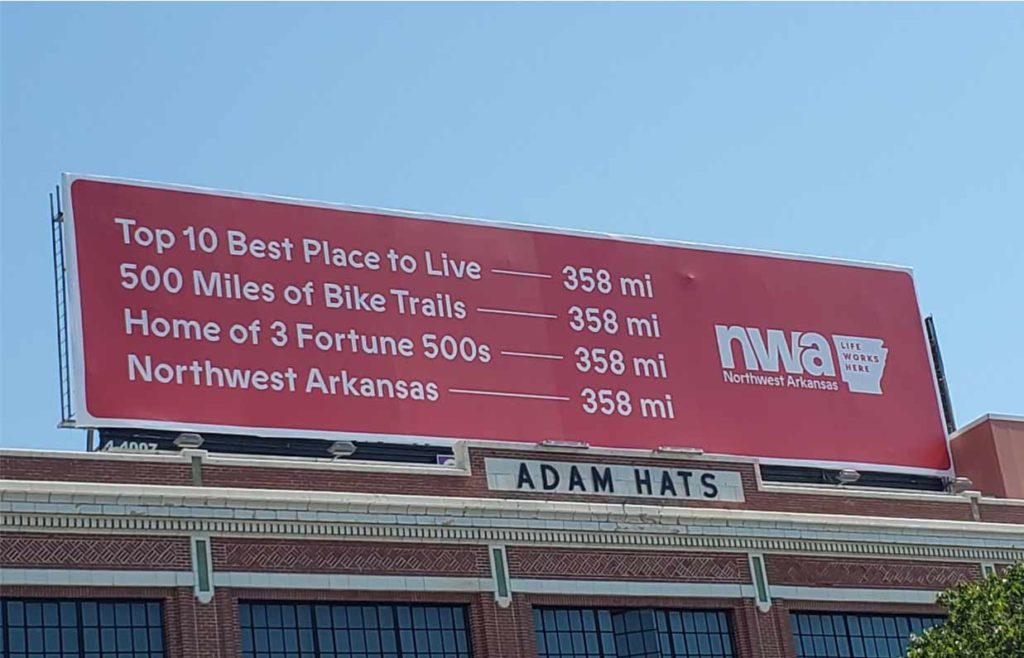 Top 10 Best Place to Live — 358 mi
500 Miles of Bike Trails — 358 mi
Home of 3 Fortune 500s — 358 mi
Northwest Arkansas — 358 mi
nwa
Northwest Arkansas
LIFE
WORKS
HERE
ADAM HATS